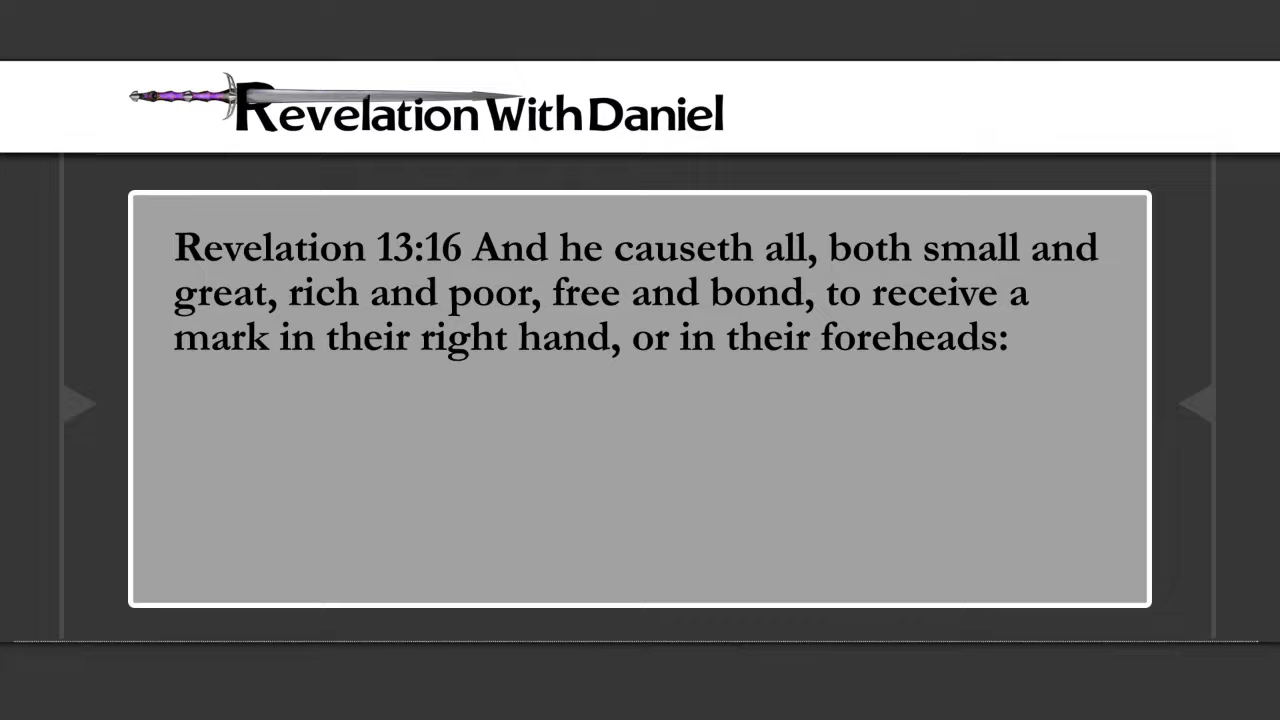 Revelation With Daniel
Revelation 13:16 And he causeth all, both small and
great, rich and poor, free and bond, to receive a
mark in their right hand, or in their foreheads: